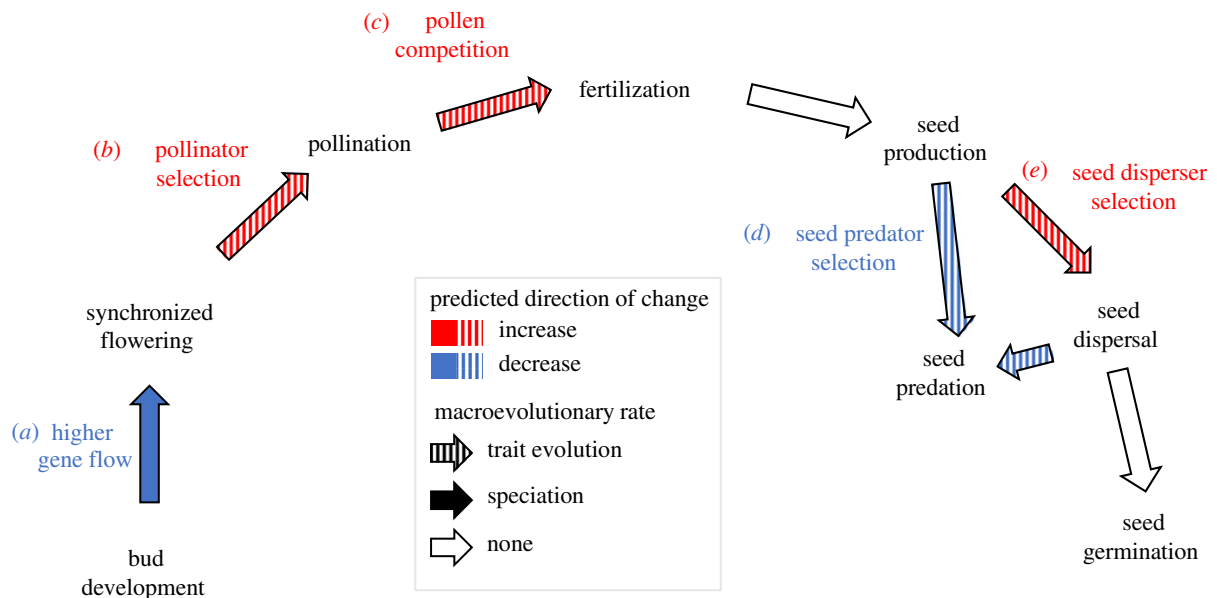 (c) pollen
competition
fertilization
seed
production
(b) pollinator
selection
pollination
(e) seed disperser
selection
(d) seed predator
selection
synchronized
flowering
predicted direction of change
increase
decrease
seed
dispersal
seed
predation
macroevolutionary rate
trait evolution
speciation
none
(a) higher
gene flow
bud
development
seed
germination